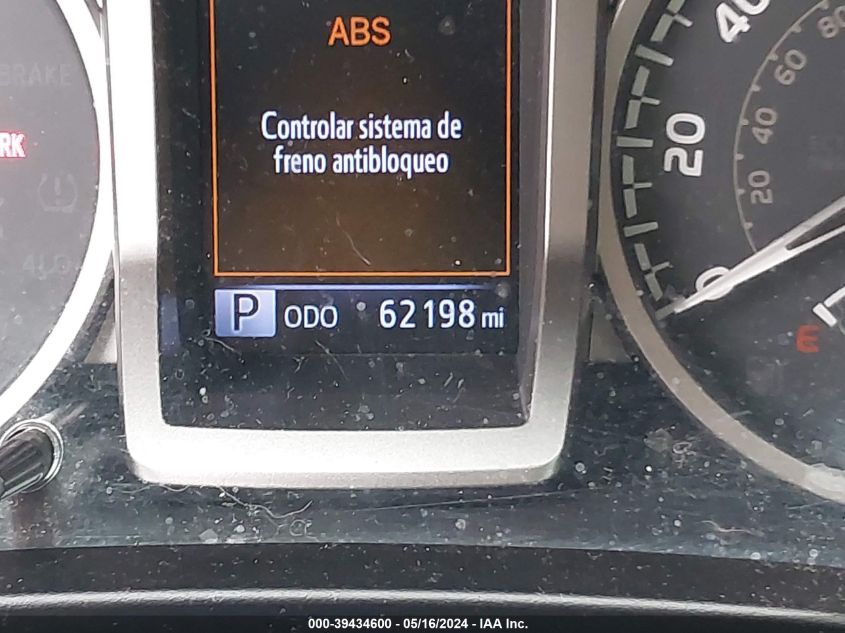 ABS
Controlar sistema de
freno antibloqueo
P ODO 62198 mi
BRAKE
RK
40
20
0
80
60
40
20
E
000-39434600 - 05/16/2024 - IAA Inc.